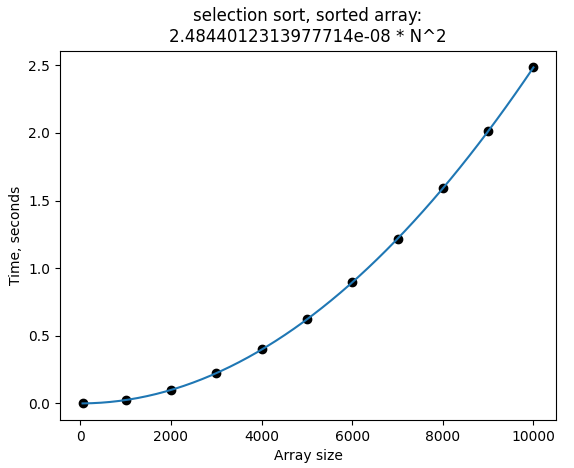 selection sort, sorted array:
2.4844012313977714e-08 * N^2
2.5
2.0
1.5
1.0
0.5
0.0
Time, seconds
0 2000 4000 6000 8000 10000
Array size